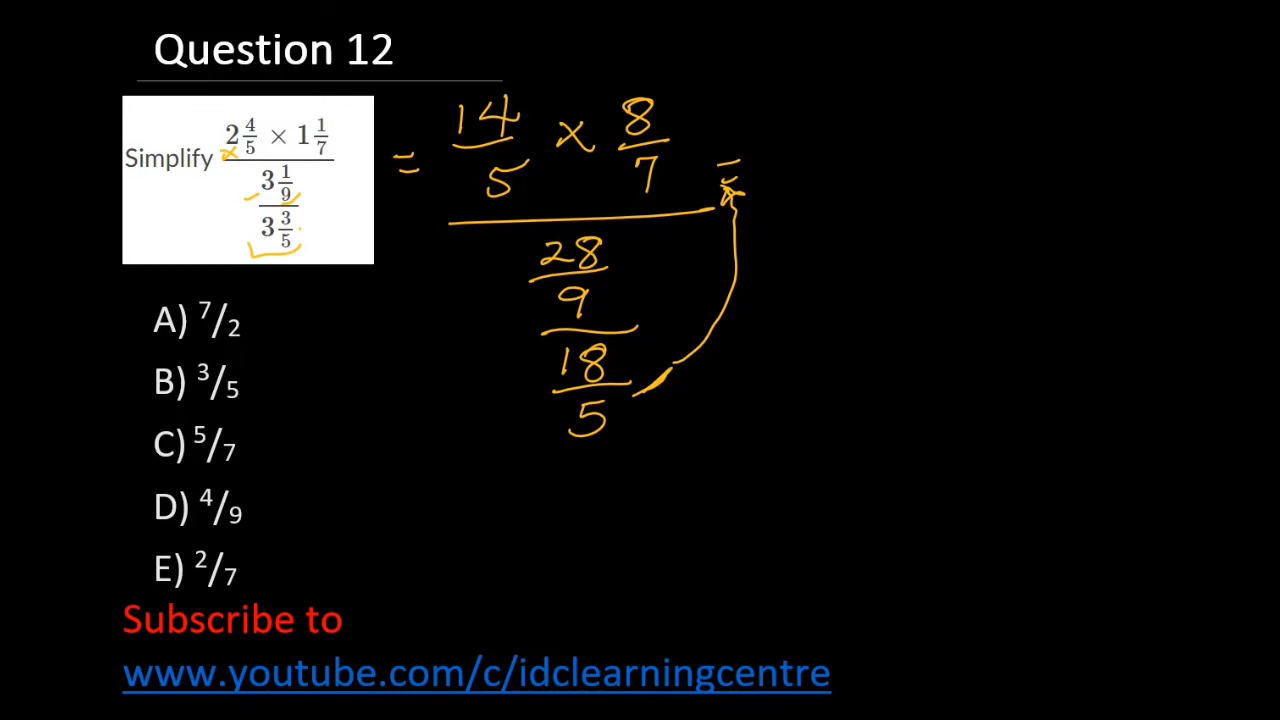 Question 12
Simplify 2 4/5 × 1 1/7
3 1/9
3 3/5
= 14/5 × 8/7 =
28/9
18/5
A) 7/2
B) 3/5
C) 5/7
D) 4/9
E) 2/7
Subscribe to
www.youtube.com/c/idclearningcentre